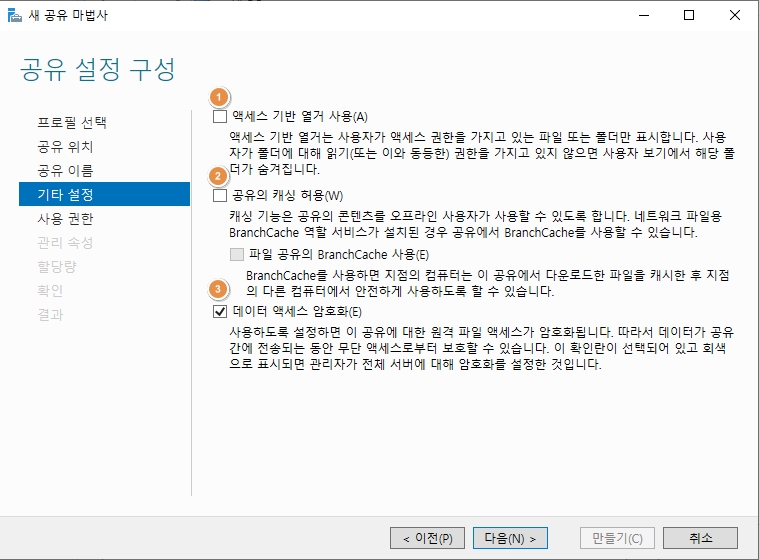 새 공유 마법사
공유 설정 구성
프로필 선택
공유 위치
공유 이름
기타 설정
사용 권한
관리 속성
할당량
확인
결과
1
액세스 기반 열거 사용(A)
액세스 기반 열거는 사용자가 액세스 권한을 가지고 있는 파일 또는 폴더만 표시합니다. 사용
자가 폴더에 대해 읽기(또는 이와 동등한) 권한을 가지고 있지 않으면 사용자 보기에서 해당 폴
더가 숨겨집니다.
2
공유의 캐싱 허용(W)
캐싱 기능은 공유의 콘텐츠를 오프라인 사용자가 사용할 수 있도록 합니다. 네트워크 파일용
BranchCache 역할 서비스가 설치된 경우 공유에서 BranchCache를 사용할 수 있습니다.
파일 공유의 BranchCache 사용(E)
BranchCache를 사용하면 지점의 컴퓨터는 이 공유에서 다운로드한 파일을 캐시한 후 지점
의 다른 컴퓨터에서 안전하게 사용하도록 할 수 있습니다.
3
데이터 액세스 암호화(E)
사용하도록 설정하면 이 공유에 대한 원격 파일 액세스가 암호화됩니다. 따라서 데이터가 공유
간에 전송되는 동안 무단 액세스로부터 보호할 수 있습니다. 이 확인란이 선택되어 있고 회색
으로 표시되면 관리자가 전체 서버에 대해 암호화를 설정한 것입니다.
< 이전(P)
다음(N) >
만들기(C)
취소